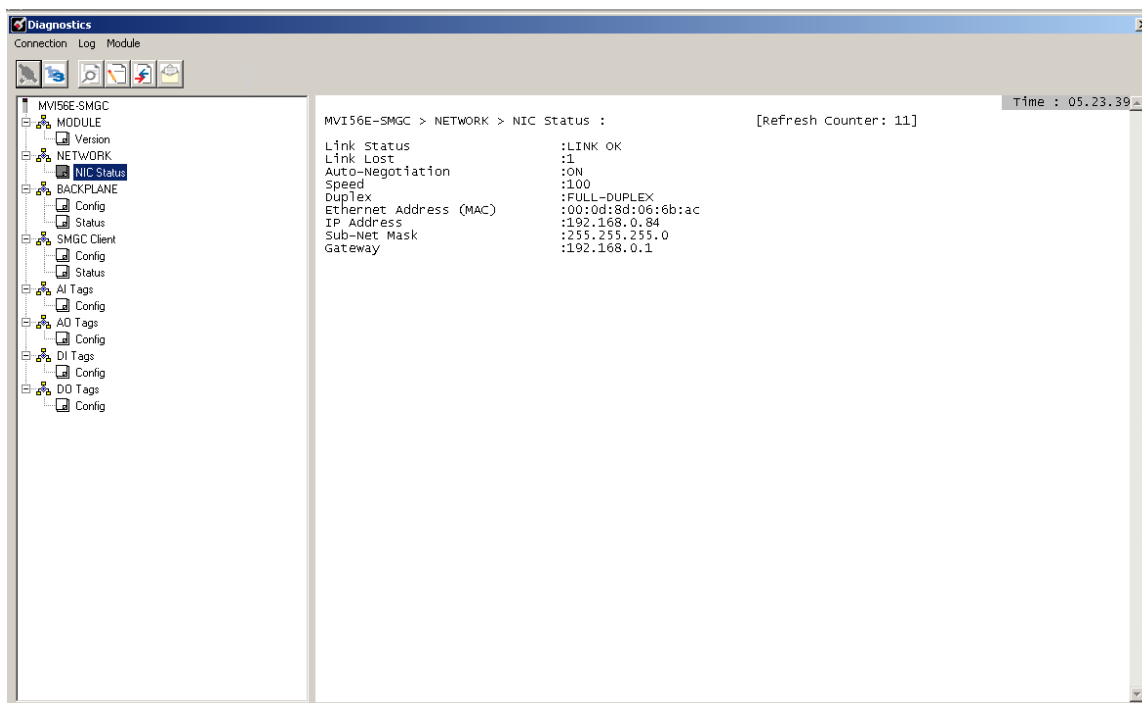 Diagnostics
Connection Log Module
MVI56E-SMGC
MODULE
Version
NETWORK
NIC Status
BACKPLANE
Config
Status
SMGC Client
Config
Status
AI Tags
Config
AO Tags
Config
DI Tags
Config
DO Tags
Config
Time : 05.23.39
MVI56E-SMGC > NETWORK > NIC Status : [Refresh Counter: 11]
Link Status :LINK OK
Link Lost :1
Auto-Negotiation :ON
Speed :100
Duplex :FULL-DUPLEX
Ethernet Address (MAC) :00:0d:8d:06:6b:ac
IP Address :192.168.0.84
Sub-Net Mask :255.255.255.0
Gateway :192.168.0.1